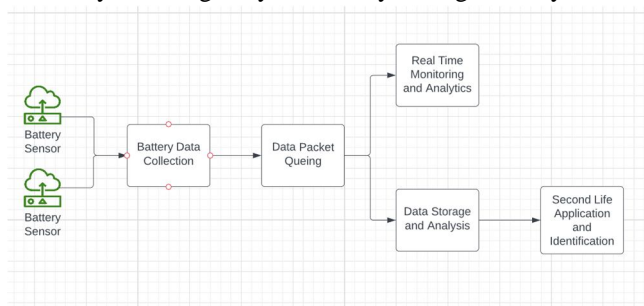 Battery
Sensor
Battery
Sensor
Battery Data
Collection
Data Packet
Queing
Real Time
Monitoring
and Analytics
Data Storage
and Analysis
Second Life
Application
and
Identification